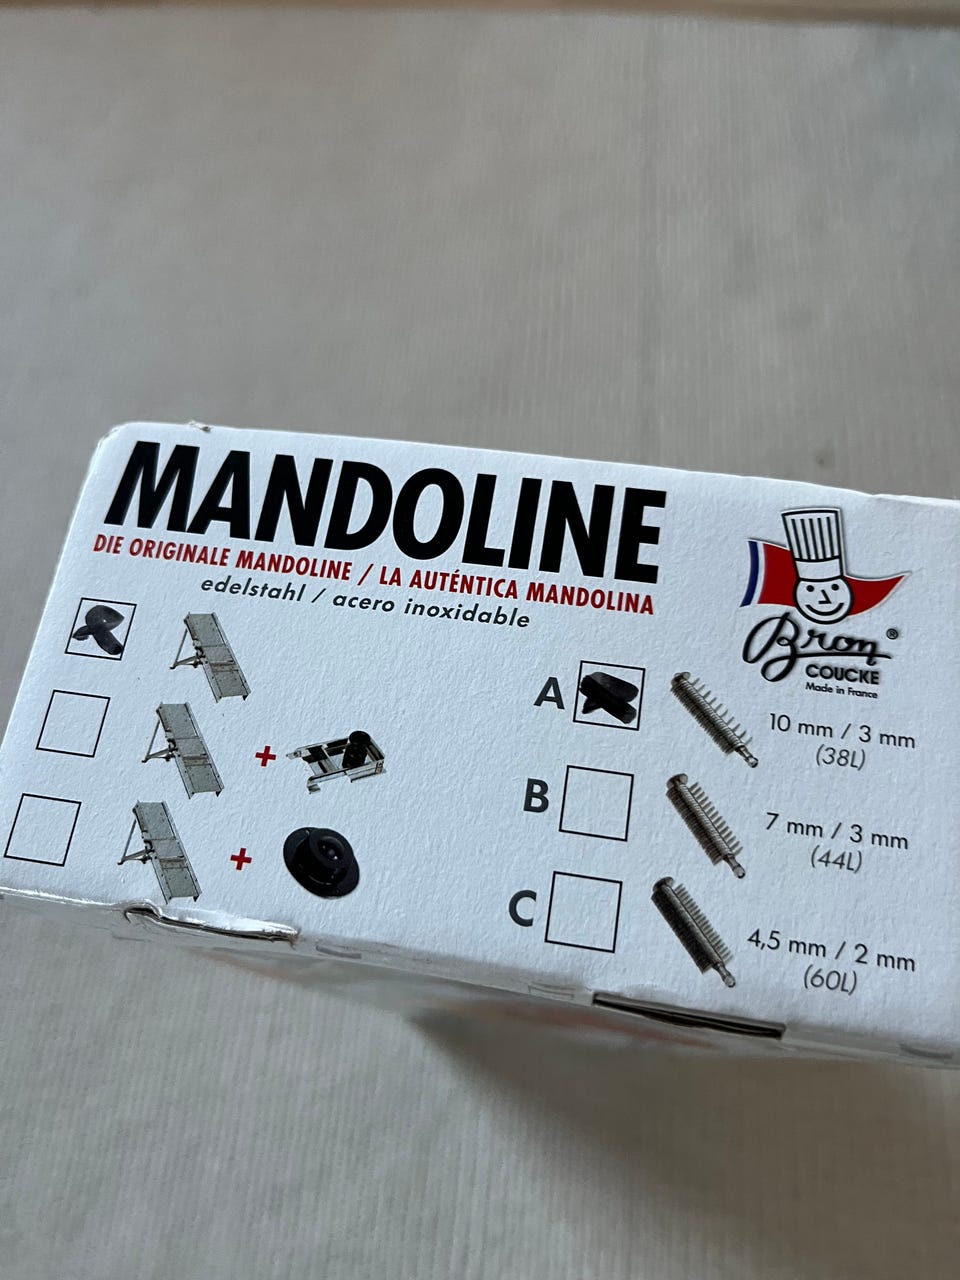 MANDOLINE
DIE ORIGINALE MANDOLINE / LA AUTÉNTICA MANDOLINA
edelstahl / acero inoxidable
Bron®
COUCKE
Made in France
+
+
A
10 mm / 3 mm
(38L)
B
7 mm / 3 mm
(44L)
C
4,5 mm / 2 mm
(60L)